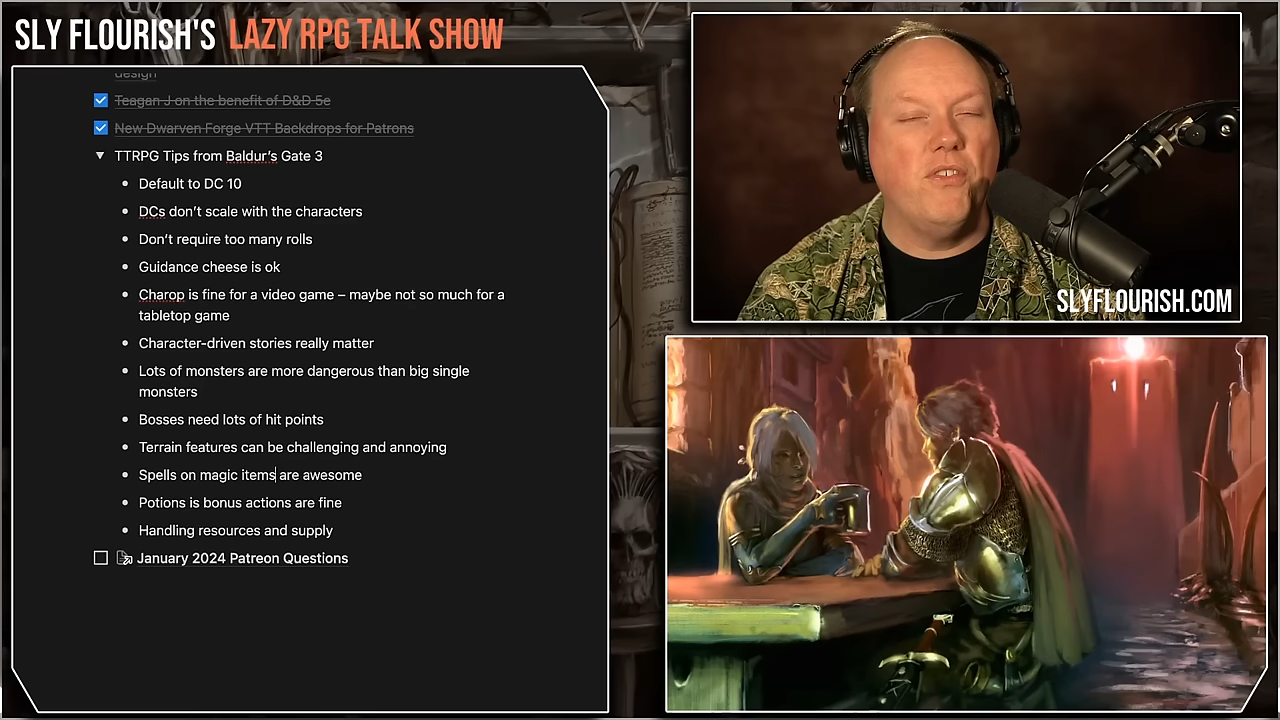 SLY FLOURISH'S LAZY RPG TALK SHOW
design
Teagan J on the benefit of D&D 5e
New Dwarven Forge VTT Backdrops for Patrons
TTRPG Tips from Baldur's Gate 3
Default to DC 10
DCs don't scale with the characters
Don't require too many rolls
Guidance cheese is ok
Charop is fine for a video game – maybe not so much for a
tabletop game
Character-driven stories really matter
Lots of monsters are more dangerous than big single
monsters
Bosses need lots of hit points
Terrain features can be challenging and annoying
Spells on magic items are awesome
Potions is bonus actions are fine
Handling resources and supply
January 2024 Patreon Questions
SLYFLOURISH.COM